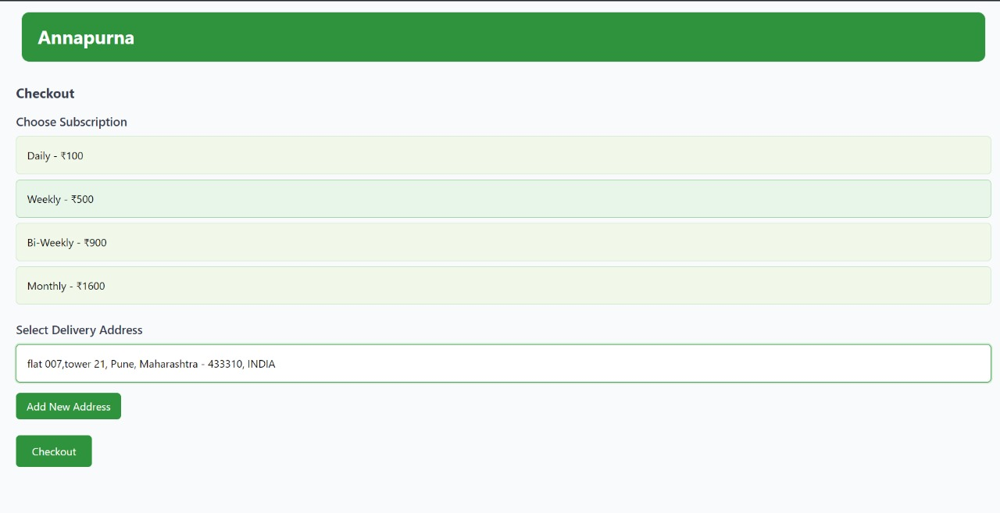 Annapurna
Checkout
Choose Subscription
Daily - ₹100
Weekly - ₹500
Bi-Weekly - ₹900
Monthly - ₹1600
Select Delivery Address
flat 007,tower 21, Pune, Maharashtra - 433310, INDIA
Add New Address
Checkout